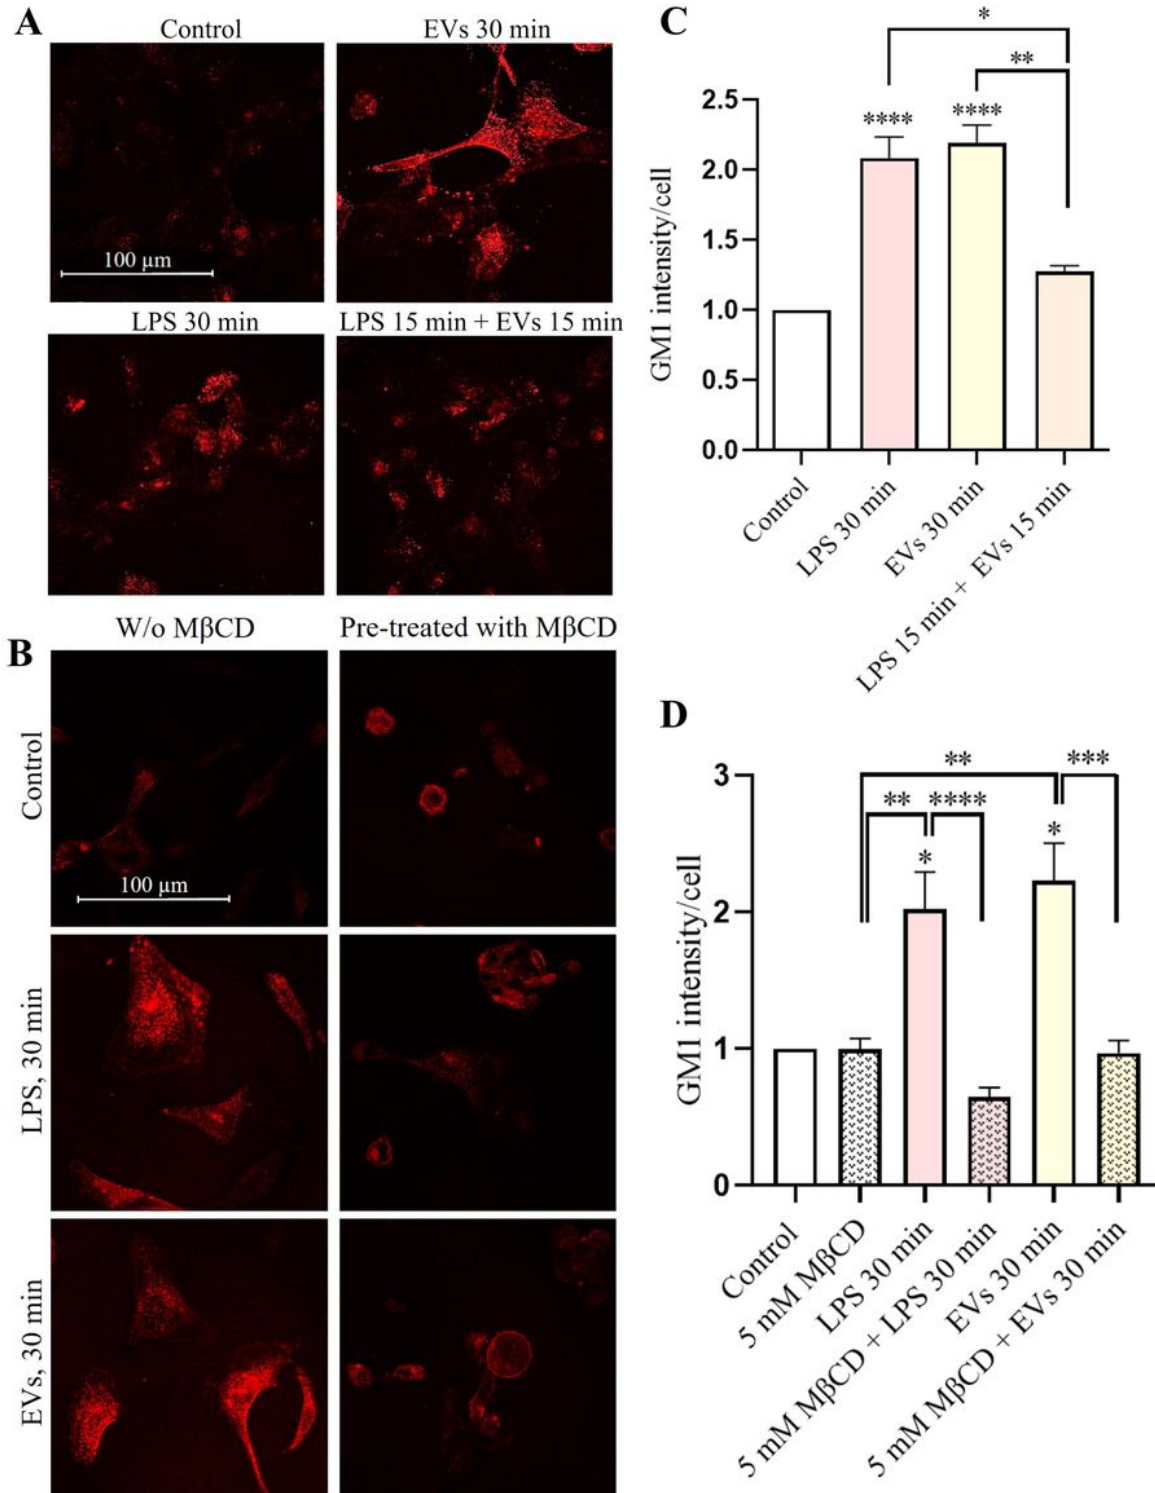 A
Control
EVs 30 min
100 µm
LPS 30 min
LPS 15 min + EVs 15 min
B
W/o MβCD
Pre-treated with MβCD
Control
100 µm
LPS, 30 min
EVs, 30 min
C
*
**
****
****
GM1 intensity/cell
2.5
2.0
1.5
1.0
0.5
0.0
Control
LPS 30 min
EVs 30 min
LPS 15 min + EVs 15 min
D
**
***
**
****
*
*
GM1 intensity/cell
3
2
1
0
Control
5 mM MβCD
LPS 30 min
5 mM MβCD + LPS 30 min
EVs 30 min
5 mM MβCD + EVs 30 min